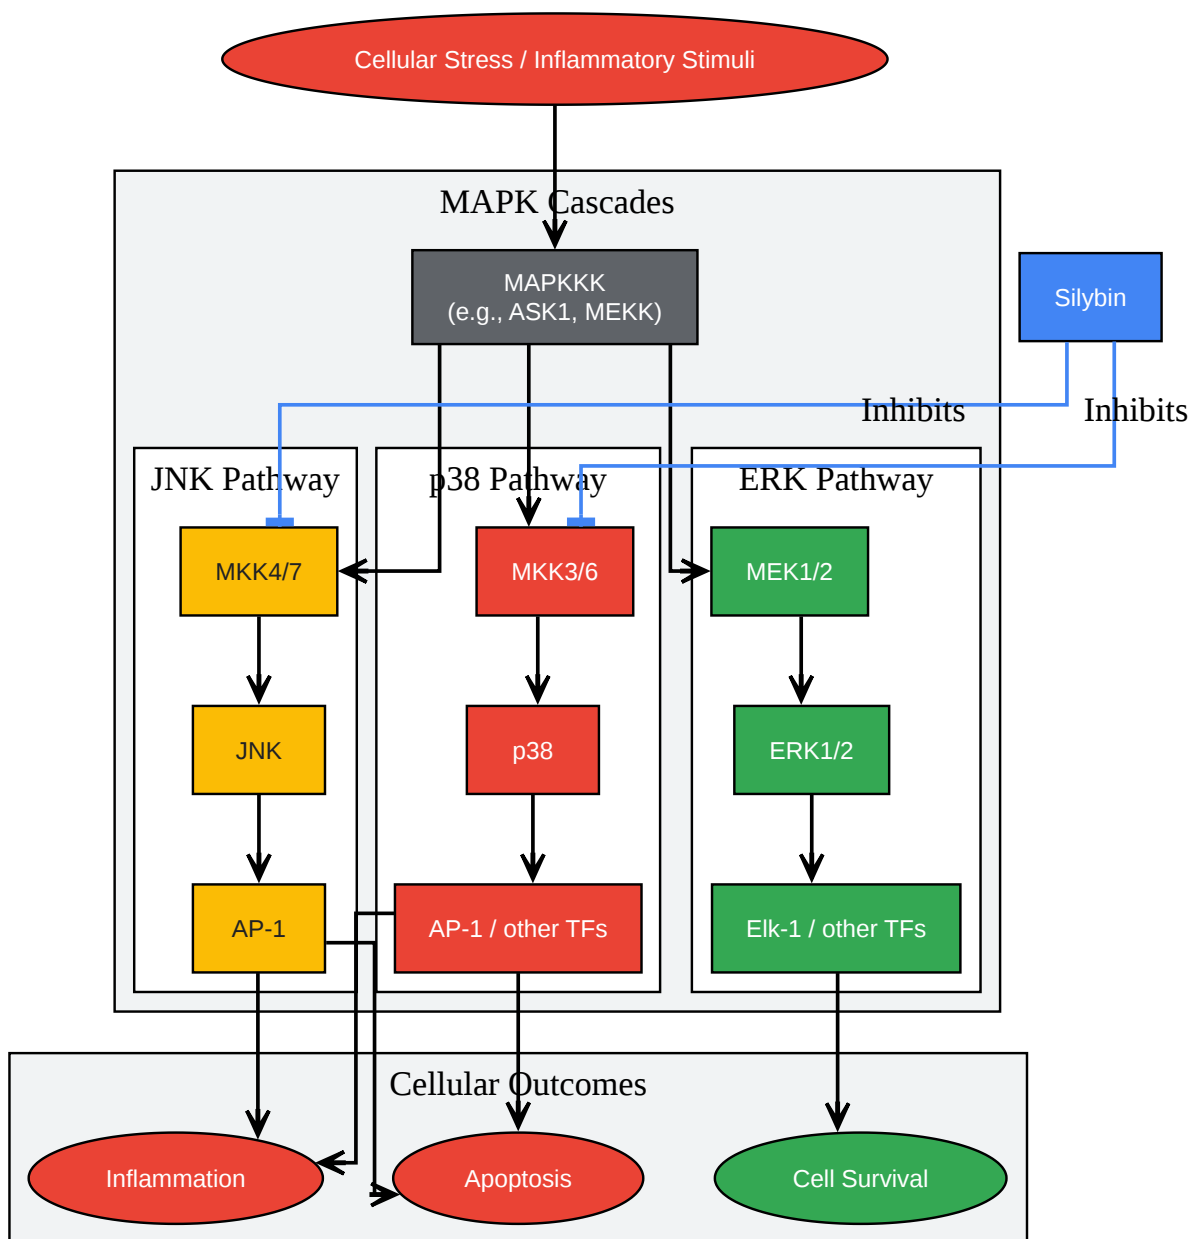 Cellular Stress / Inflammatory Stimuli
MAPK Cascades
MAPKKK
(e.g., ASK1, MEKK)
Silybin
Inhibits
Inhibits
JNK Pathway
p38 Pathway
ERK Pathway
MKK4/7
MKK3/6
MEK1/2
JNK
p38
ERK1/2
AP-1
AP-1 / other TFs
Elk-1 / other TFs
Cellular Outcomes
Inflammation
Apoptosis
Cell Survival